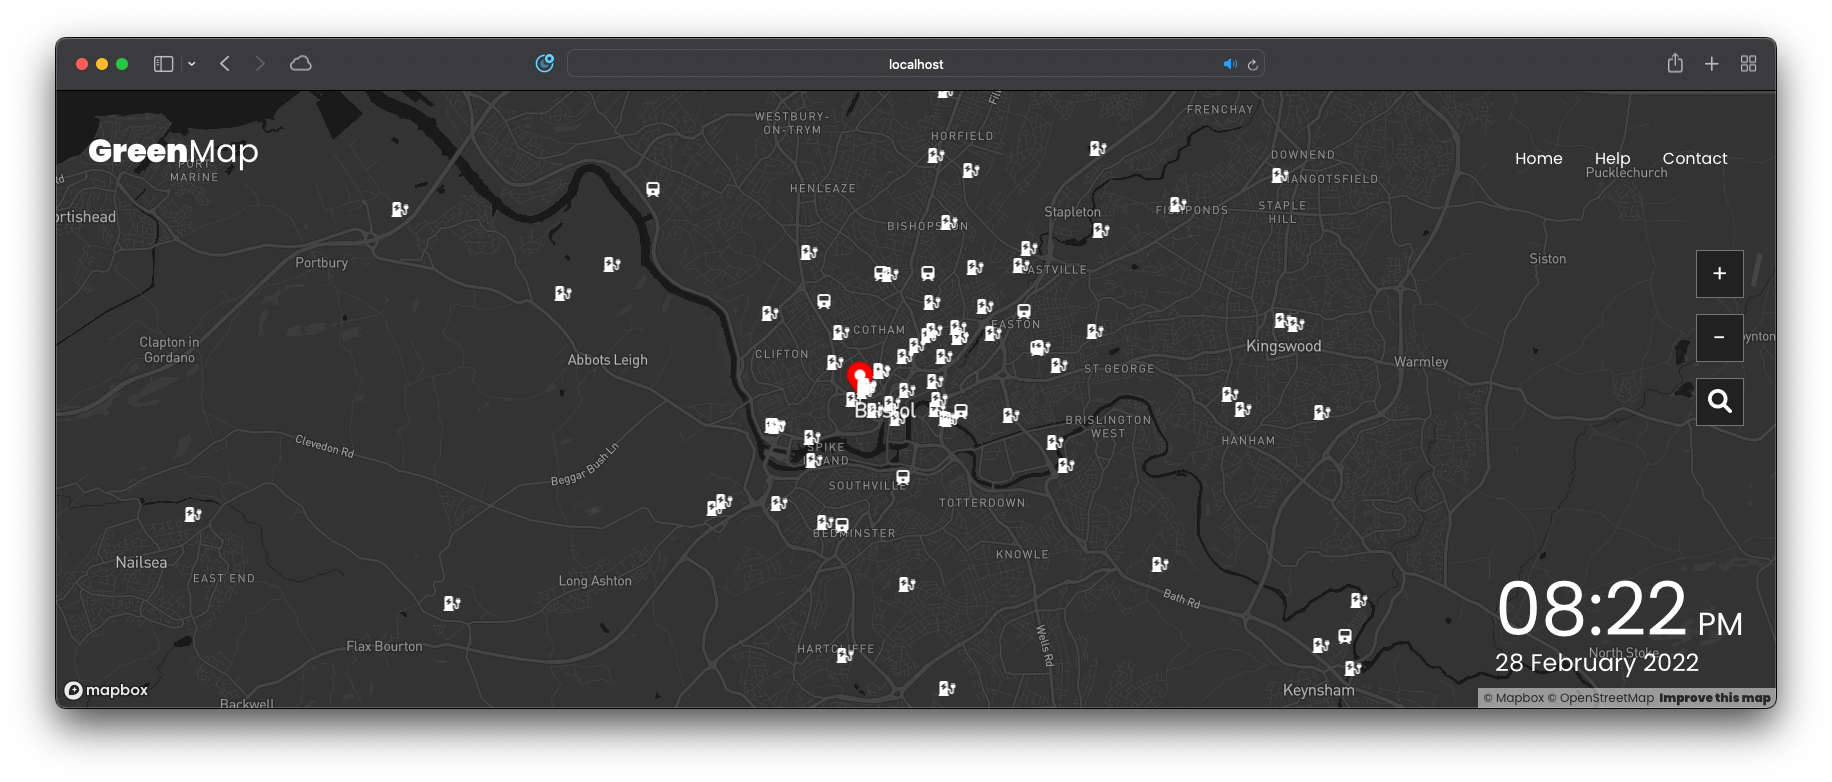 localhost
GreenMap
Home
Help
Contact
WESTBURY-
ON-TRYM
HORFIELD
FRENCHAY
DOWNEND
MANGOTSFIELD
Pucklechurch
PORT
MARINE
HENLEAZE
Stapleton
FISHPONDS
STAPLE
HILL
BISHOPSTON
Portbury
EASTVILLE
Siston
COTHAM
EASTON
Clapton in
Gordano
Abbots Leigh
CLIFTON
Kingswood
Warmley
ST GEORGE
Bristol
BRISLINGTON
WEST
HANHAM
Clevedon Rd
Beggar Bush Ln
SPIKE
ISLAND
SOUTHVILLE
TOTTERDOWN
BEDMINSTER
KNOWLE
Nailsea
EAST END
Long Ashton
Bath Rd
08:22 PM
Flax Bourton
HARTCLIFFE
Wells Rd
North Stoke
28 February 2022
Keynsham
mapbox
Backwell
© Mapbox © OpenStreetMap Improve this map